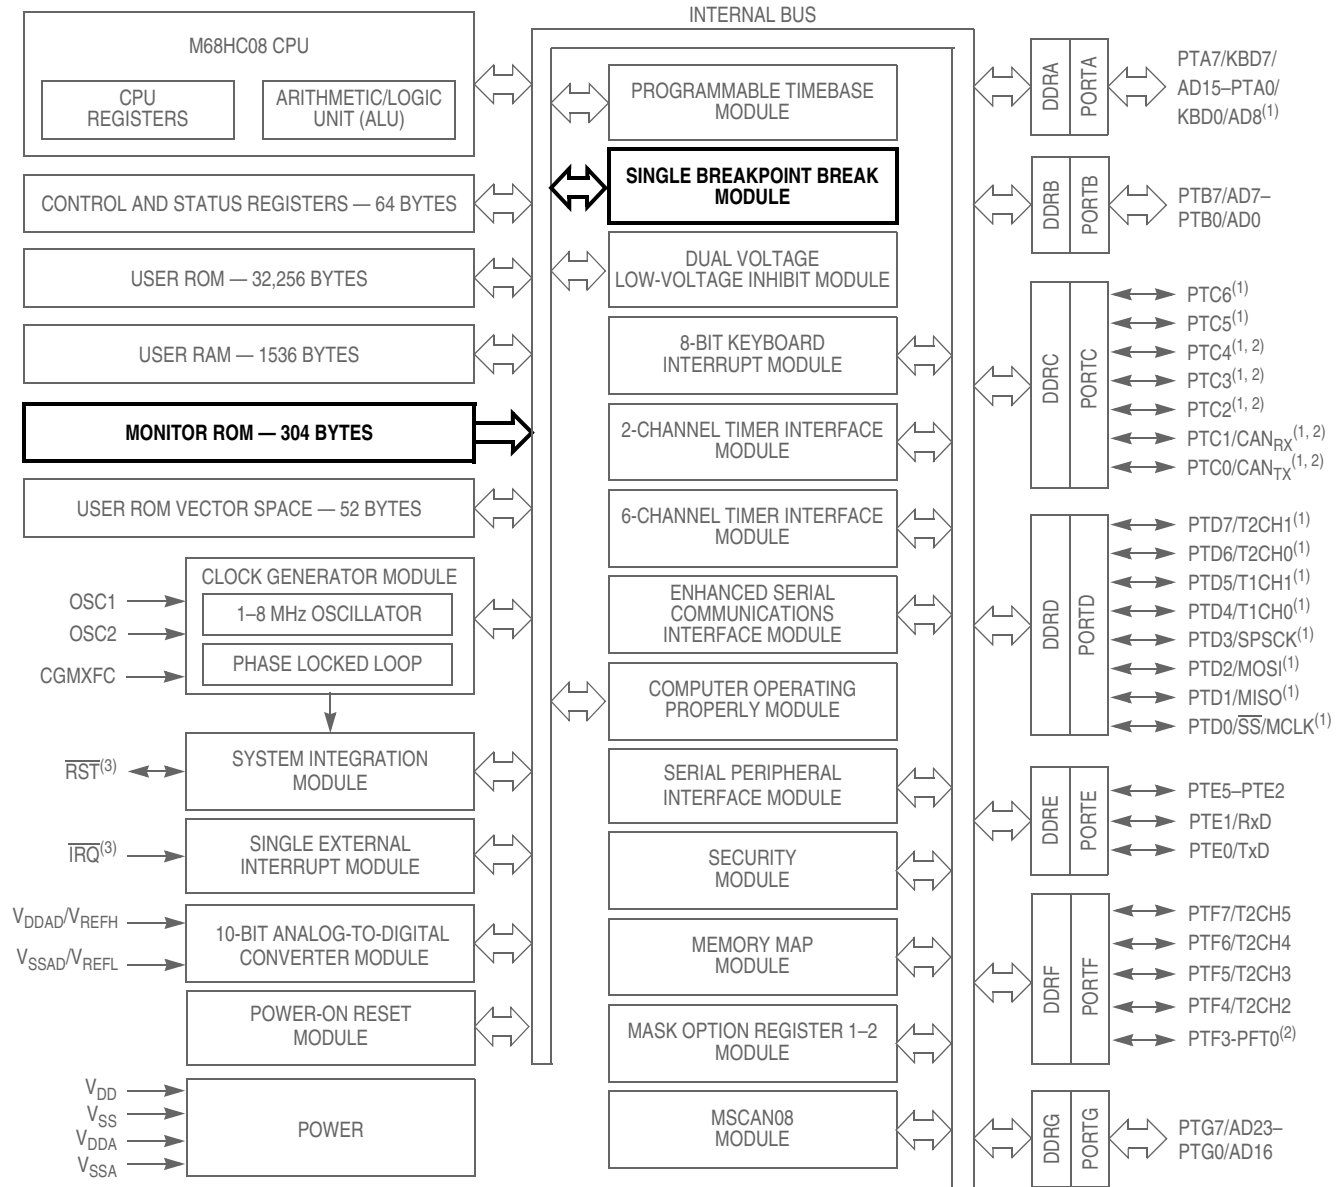 INTERNAL BUS
M68HC08 CPU
CPU
REGISTERS
ARITHMETIC/LOGIC
UNIT (ALU)
CONTROL AND STATUS REGISTERS — 64 BYTES
USER ROM — 32,256 BYTES
USER RAM — 1536 BYTES
MONITOR ROM — 304 BYTES
USER ROM VECTOR SPACE — 52 BYTES
CLOCK GENERATOR MODULE
1–8 MHz OSCILLATOR
PHASE LOCKED LOOP
OSC1
OSC2
CGMXFC
SYSTEM INTEGRATION
MODULE
RST(3)
SINGLE EXTERNAL
INTERRUPT MODULE
IRQ(3)
10-BIT ANALOG-TO-DIGITAL
CONVERTER MODULE
VDDAD/VREFH
VSSAD/VREFL
POWER-ON RESET
MODULE
POWER
VDD
VSS
VDDA
VSSA
PROGRAMMABLE TIMEBASE
MODULE
SINGLE BREAKPOINT BREAK
MODULE
DUAL VOLTAGE
LOW-VOLTAGE INHIBIT MODULE
8-BIT KEYBOARD
INTERRUPT MODULE
2-CHANNEL TIMER INTERFACE
MODULE
6-CHANNEL TIMER INTERFACE
MODULE
ENHANCED SERIAL
COMMUNICATIONS
INTERFACE MODULE
COMPUTER OPERATING
PROPERLY MODULE
SERIAL PERIPHERAL
INTERFACE MODULE
SECURITY
MODULE
MEMORY MAP
MODULE
MASK OPTION REGISTER 1–2
MODULE
MSCAN08
MODULE
DDRA
PORTA
PTA7/KBD7/
AD15–PTA0/
KBD0/AD8(1)
DDRB
PORTB
PTB7/AD7–
PTB0/AD0
DDRC
PORTC
PTC6(1)
PTC5(1)
PTC4(1, 2)
PTC3(1, 2)
PTC2(1, 2)
PTC1/CANRX(1, 2)
PTC0/CANTX(1, 2)
DDRD
PORTD
PTD7/T2CH1(1)
PTD6/T2CH0(1)
PTD5/T1CH1(1)
PTD4/T1CH0(1)
PTD3/SPSCK(1)
PTD2/MOSI(1)
PTD1/MISO(1)
PTD0/SS/MCLK(1)
DDRE
PORTE
PTE5–PTE2
PTE1/RxD
PTE0/TxD
DDRF
PORTF
PTF7/T2CH5
PTF6/T2CH4
PTF5/T2CH3
PTF4/T2CH2
PTF3-PFT0(2)
DDRG
PORTG
PTG7/AD23–
PTG0/AD16